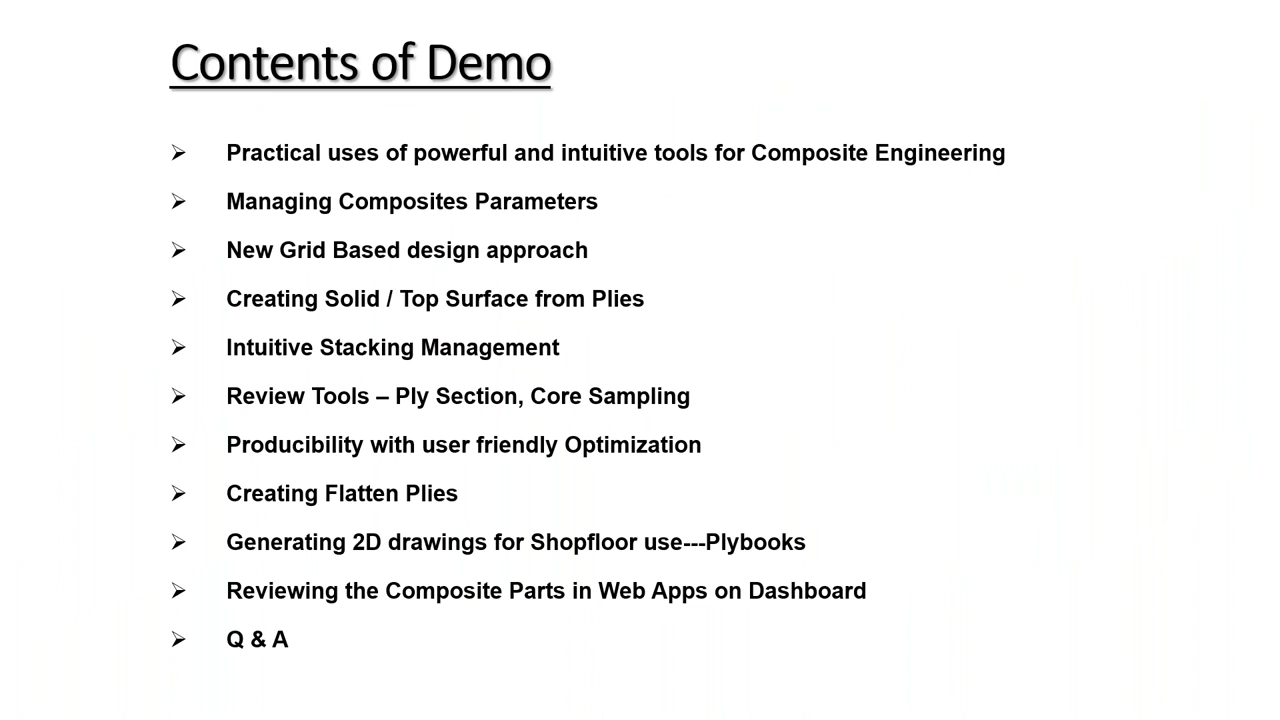 Contents of Demo
Practical uses of powerful and intuitive tools for Composite Engineering
Managing Composites Parameters
New Grid Based design approach
Creating Solid / Top Surface from Plies
Intuitive Stacking Management
Review Tools – Ply Section, Core Sampling
Producibility with user friendly Optimization
Creating Flatten Plies
Generating 2D drawings for Shopfloor use---Plybooks
Reviewing the Composite Parts in Web Apps on Dashboard
Q & A